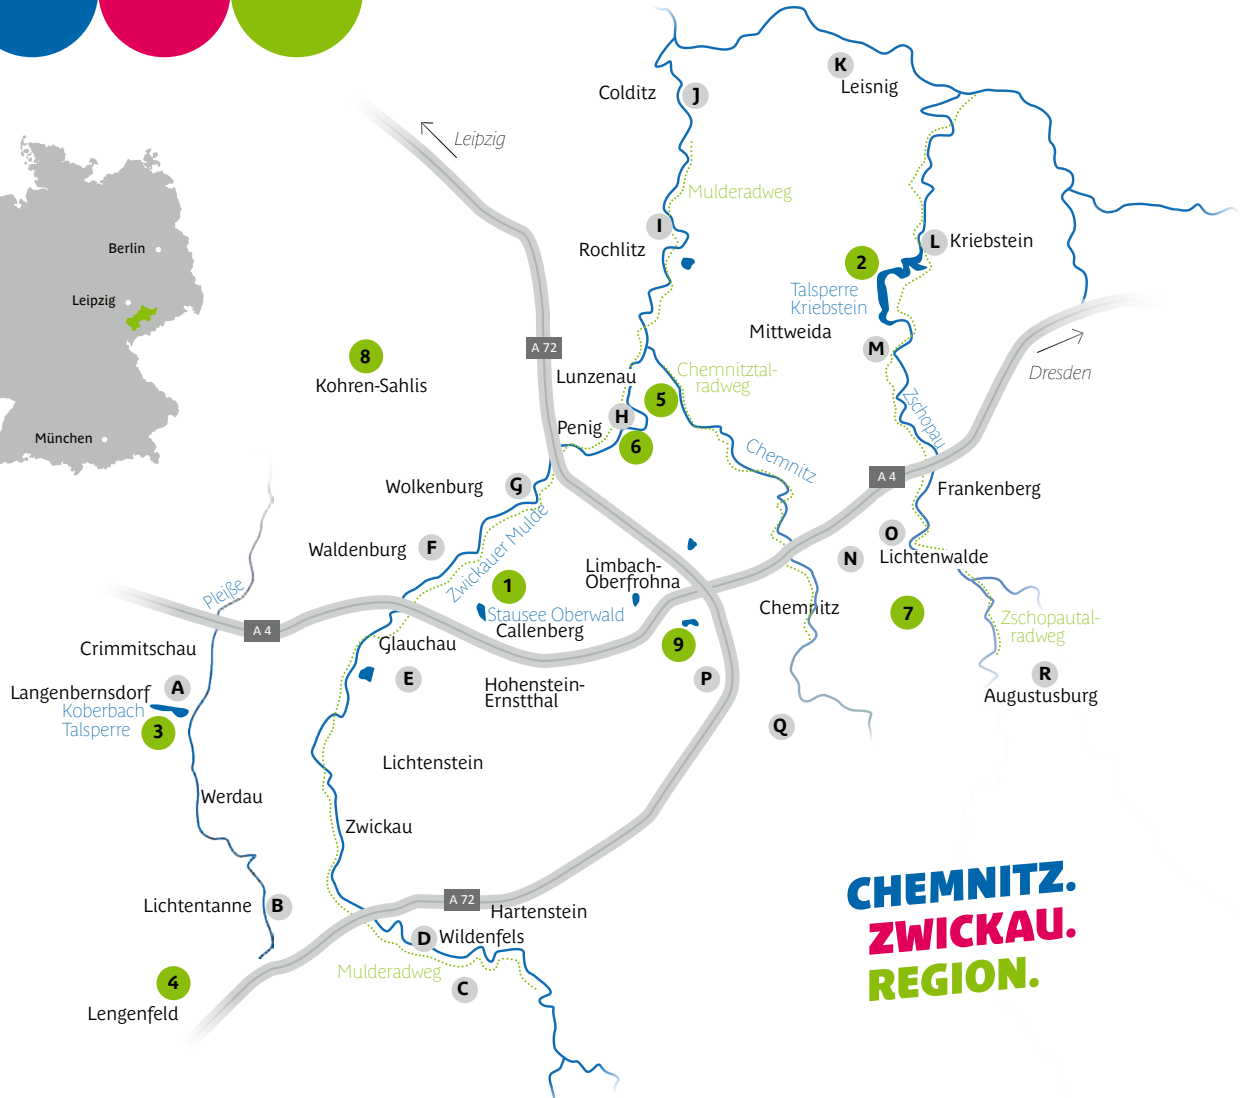 K
Leisnig
Colditz
J
Leipzig
Mulderadweg
I
Rochlitz
L
Kriebstein
Berlin
2
Talsperre
Kriebstein
Leipzig
Mittweida
M
A 72
8
Kohren-Sahlis
Dresden
Lunzenau
Chemnitztal-
radweg
5
H
Penig
6
Zschopau
München
Chemnitz
A 4
Wolkenburg
G
Frankenberg
Zwickauer Mulde
O
Waldenburg
F
N
Lichtenwalde
Limbach-
Oberfrohna
Pleiße
1
Stausee Oberwald
Callenberg
Chemnitz
7
Zschopautal-
radweg
A 4
Crimmitschau
Glauchau
9
E
P
R
Augustusburg
A
Langenbernsdorf
Koberbach
Talsperre
3
Hohenstein-
Ernstthal
Q
Lichtenstein
Werdau
Zwickau
A 72
Lichtentanne
B
Hartenstein
D
Wildenfels
Mulderadweg
C
4
Lengenfeld
CHEMNITZ.
ZWICKAU.
REGION.